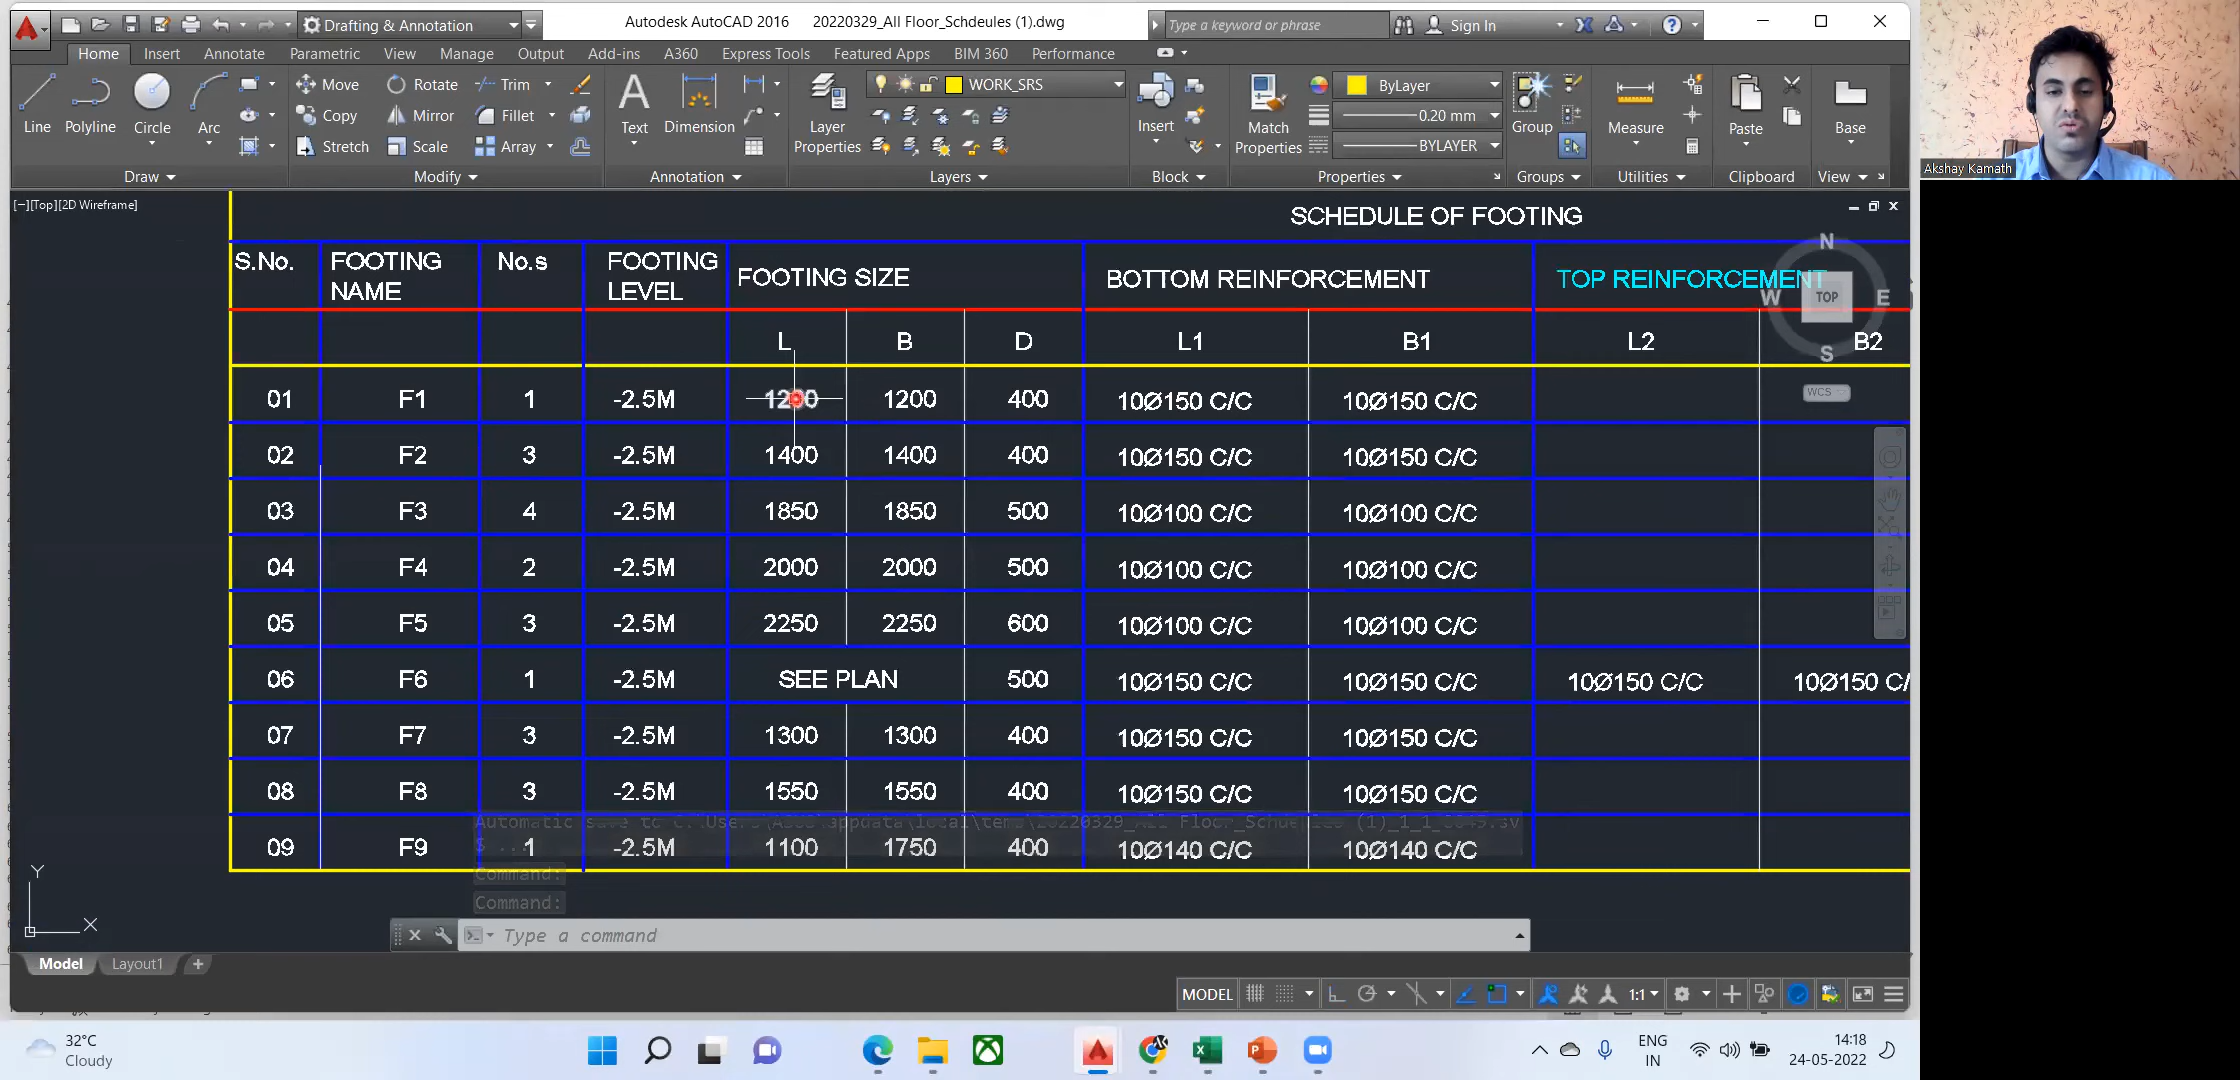 Drafting & Annotation
Autodesk AutoCAD 2016 20220329_All Floor_Schdeules (1).dwg
Type a keyword or phrase
Sign In
Home Insert Annotate Parametric View Manage Output Add-ins A360 Express Tools Featured Apps BIM 360 Performance
Line Polyline Circle Arc
Move Rotate Trim
Copy Mirror Fillet
Stretch Scale Array
Text Dimension
Layer Properties
WORK_SRS
Insert
Match Properties
ByLayer
0.20 mm
BYLAYER
Group Measure Paste Base
Draw Modify Annotation Layers Block Properties Groups Utilities Clipboard View
Akshay Kamath
[−][Top][2D Wireframe]
SCHEDULE OF FOOTING
S.No. FOOTING NAME No.s FOOTING LEVEL FOOTING SIZE BOTTOM REINFORCEMENT TOP REINFORCEMENT
L B D L1 B1 L2 B2
01 F1 1 -2.5M 1200 1200 400 10Ø150 C/C 10Ø150 C/C
02 F2 3 -2.5M 1400 1400 400 10Ø150 C/C 10Ø150 C/C
03 F3 4 -2.5M 1850 1850 500 10Ø100 C/C 10Ø100 C/C
04 F4 2 -2.5M 2000 2000 500 10Ø100 C/C 10Ø100 C/C
05 F5 3 -2.5M 2250 2250 600 10Ø100 C/C 10Ø100 C/C
06 F6 1 -2.5M SEE PLAN 500 10Ø150 C/C 10Ø150 C/C 10Ø150 C/C 10Ø150 C/
07 F7 3 -2.5M 1300 1300 400 10Ø150 C/C 10Ø150 C/C
08 F8 3 -2.5M 1550 1550 400 10Ø150 C/C 10Ø150 C/C
09 F9 1 -2.5M 1100 1750 400 10Ø140 C/C 10Ø140 C/C
N
W TOP E
S
WCS
Automatic save to
Command:
Command:
Type a command
Y
X
Model Layout1 +
MODEL 1:1
32°C
Cloudy
ENG
IN
14:18
24-05-2022